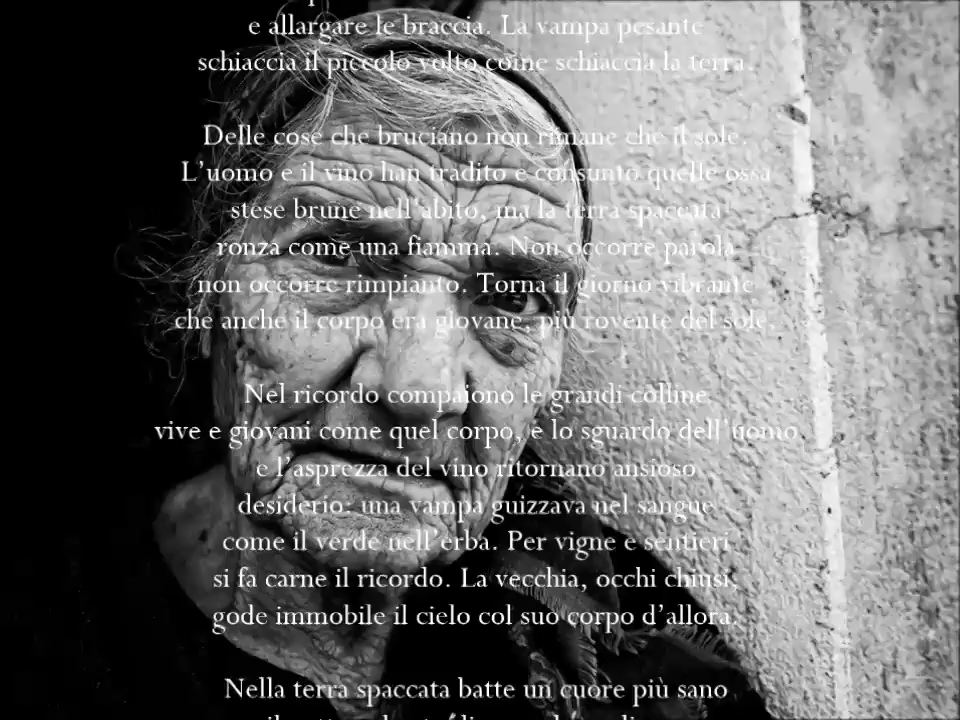 e allargare le braccia. La vampa pesante
schiaccia il piccolo volto come schiaccia la terra.
Delle cose che bruciano non rimane che il sole.
L'uomo e il vino han tradito e consunto quelle ossa
stese brune nell'abito, ma la terra spaccata
ronza come una fiamma. Non occorre parola
non occorre rimpianto. Torna il giorno vibrante
che anche il corpo era giovane, più rovente del sole.
Nel ricordo compaiono le grandi colline
vive e giovani come quel corpo, e lo sguardo dell'uomo
e l'asprezza del vino ritornano ansioso
desiderio: una vampa guizzava nel sangue
come il verde nell'erba. Per vigne e sentieri
si fa carne il ricordo. La vecchia, occhi chiusi,
gode immobile il cielo col suo corpo d'allora.
Nella terra spaccata batte un cuore più sano